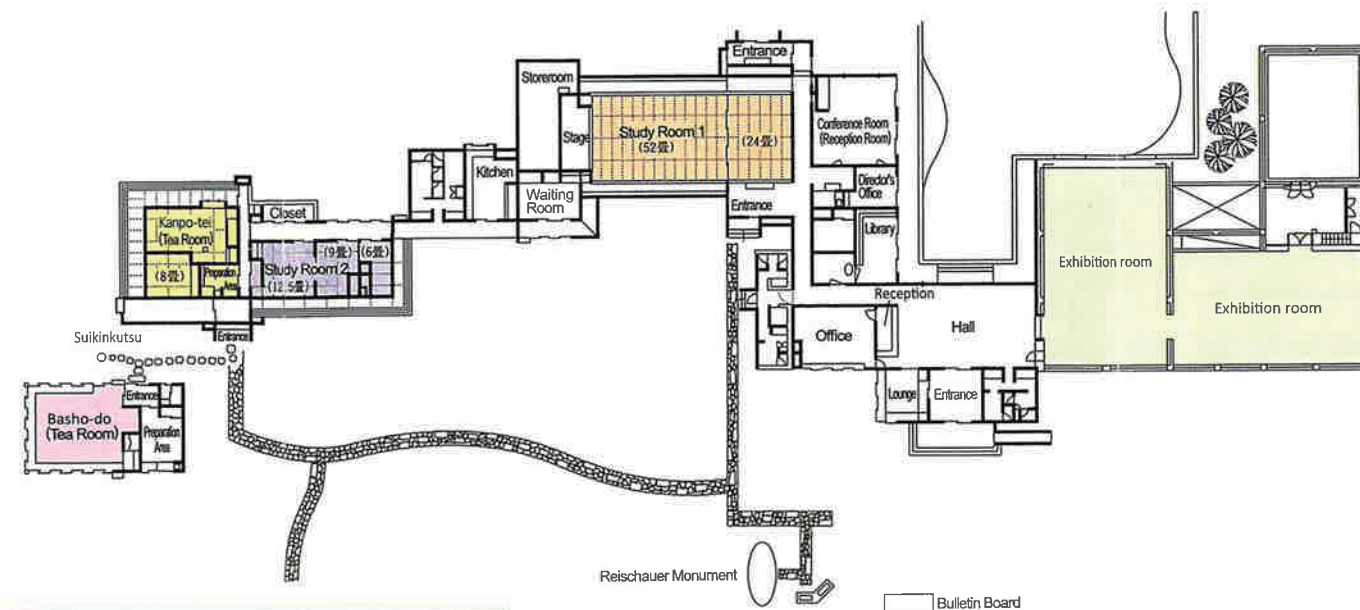 Entrance
Storeroom
Stage
Study Room 1
(52畳)
(24畳)
Conference Room
(Reception Room)
Kitchen
Waiting
Room
Director's
Office
Entrance
Library
Closet
Kanpo-tei
(Tea Room)
(8畳)
Preparation
Area
Study Room 2
(12.5畳)
(9畳)
(6畳)
Entrance
Suikinkutsu
Basho-do
(Tea Room)
Entrance
Preparation
Area
Reception
Office
Hall
Lounge
Entrance
Exhibition room
Exhibition room
Reischauer Monument
Bulletin Board